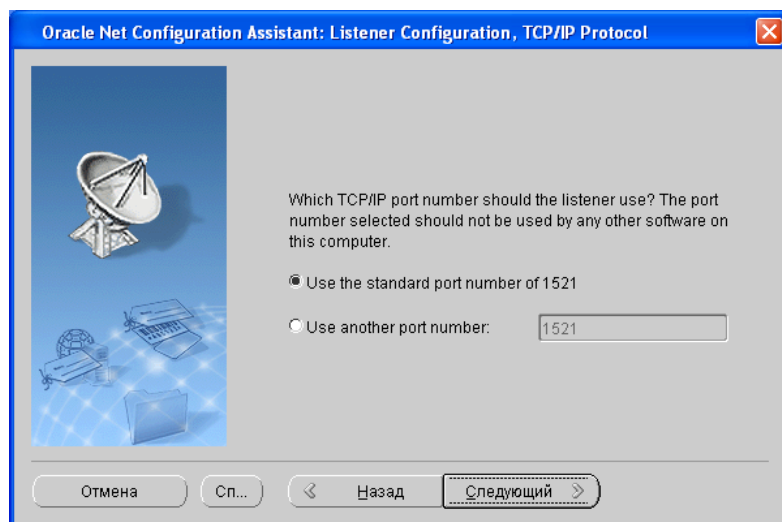 Oracle Net Configuration Assistant: Listener Configuration, TCP/IP Protocol
Which TCP/IP port number should the listener use? The port
number selected should not be used by any other software on
this computer.
Use the standard port number of 1521
Use another port number: 1521
Отмена Сп... Назад Следующий